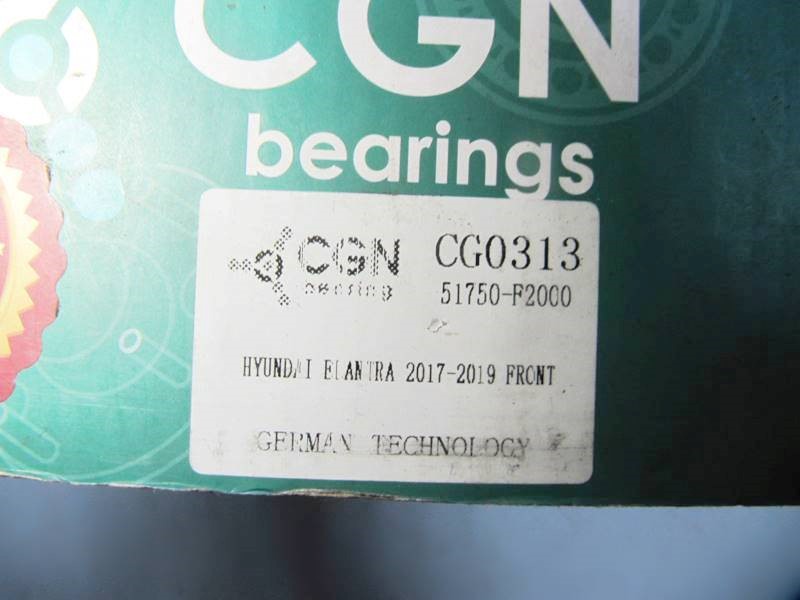 CGN
bearings
CGN
CG0313
bearing
51750-F2000
HYUNDAI ELANTRA 2017-2019 FRONT
GERMAN TECHNOLOGY